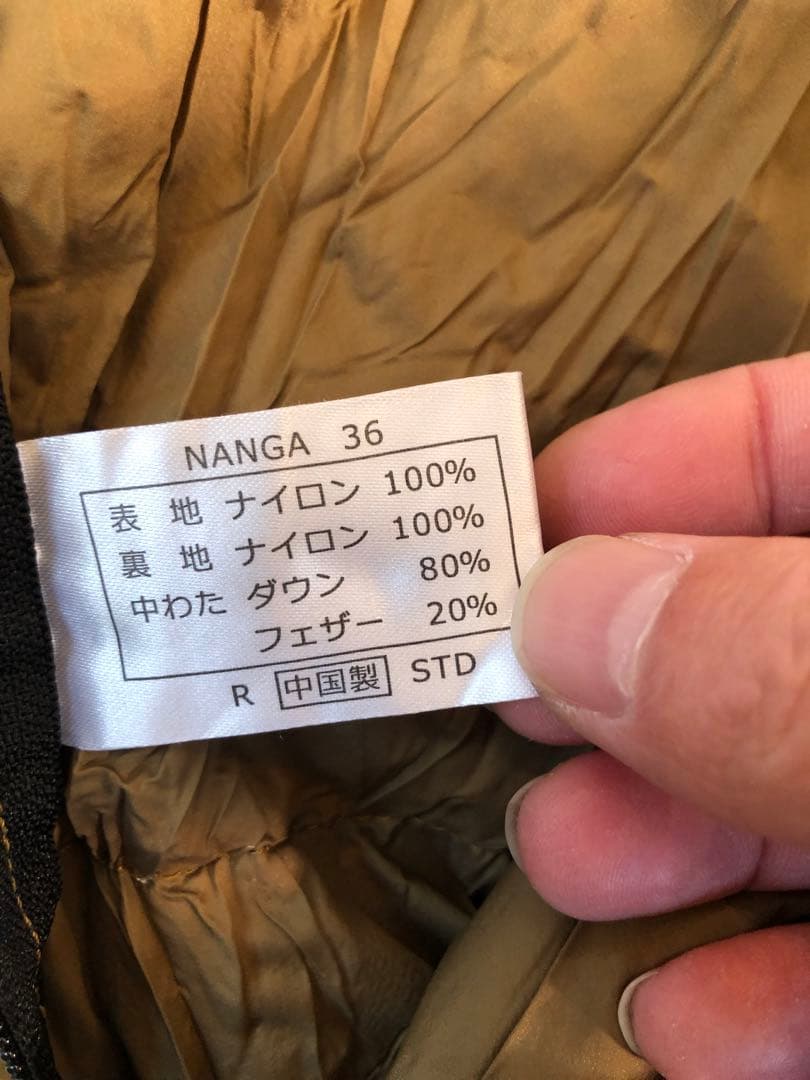 NANGA 36
表 地 ナイロン 100%
裏 地 ナイロン 100%
中わた ダウン 80%
フェザー 20%
R 中国製 STD